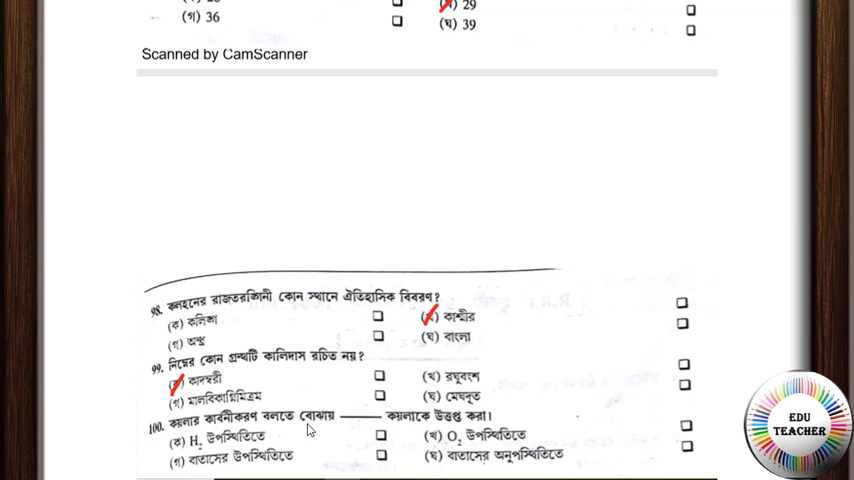 (গ) 36
29
(ঘ) 39
Scanned by CamScanner
98. কলহনের রাজতরঙ্গিনী কোন স্থানে ঐতিহাসিক বিবরণ?
(ক) কলিঙ্গ
কাশ্মীর
(গ) অন্ধ্র
(ঘ) বাংলা
99. নিম্নের কোন গ্রন্থটি কালিদাস রচিত নয়?
কাদম্বরী
(খ) রঘুবংশ
(গ) মালবিকাগ্নিমিত্রম
(ঘ) মেঘদূত
100. কয়লার কার্বনীকরণ বলতে বোঝায় ______ কয়লাকে উত্তপ্ত করা।
(ক) H₂ উপস্থিতিতে
(খ) O₂ উপস্থিতিতে
(গ) বাতাসের উপস্থিতিতে
(ঘ) বাতাসের অনুপস্থিতিতে
EDU
TEACHER